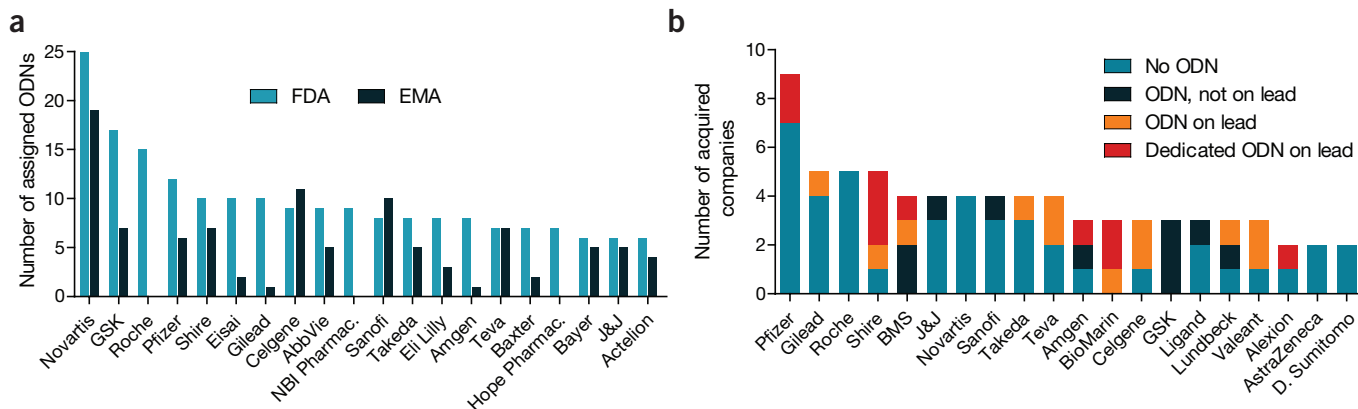 a
Number of assigned ODNs
25
20
15
10
5
0
FDA
EMA
Novartis
GSK
Roche
Pfizer
Shire
Eisai
Gilead
Celgene
AbbVie
NBI Pharmac.
Sanofi
Takeda
Eli Lilly
Amgen
Teva
Baxter
Hope Pharmac.
Bayer
J&J
Actelion
b
Number of acquired
companies
10
8
6
4
2
0
No ODN
ODN, not on lead
ODN on lead
Dedicated ODN on lead
Pfizer
Gilead
Roche
Shire
BMS
J&J
Novartis
Sanofi
Takeda
Teva
Amgen
BioMarin
Celgene
GSK
Ligand
Lundbeck
Valeant
Alexion
AstraZeneca
D. Sumitomo